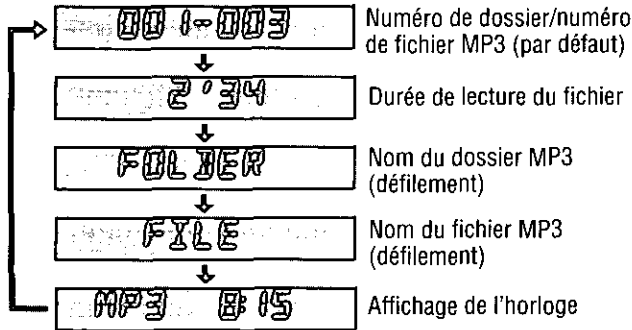 001-003
Numéro de dossier/numéro
de fichier MP3 (par défaut)
2'34
Durée de lecture du fichier
FOLDER
Nom du dossier MP3
(défilement)
FILE
Nom du fichier MP3
(défilement)
MP3 8:15
Affichage de l'horloge